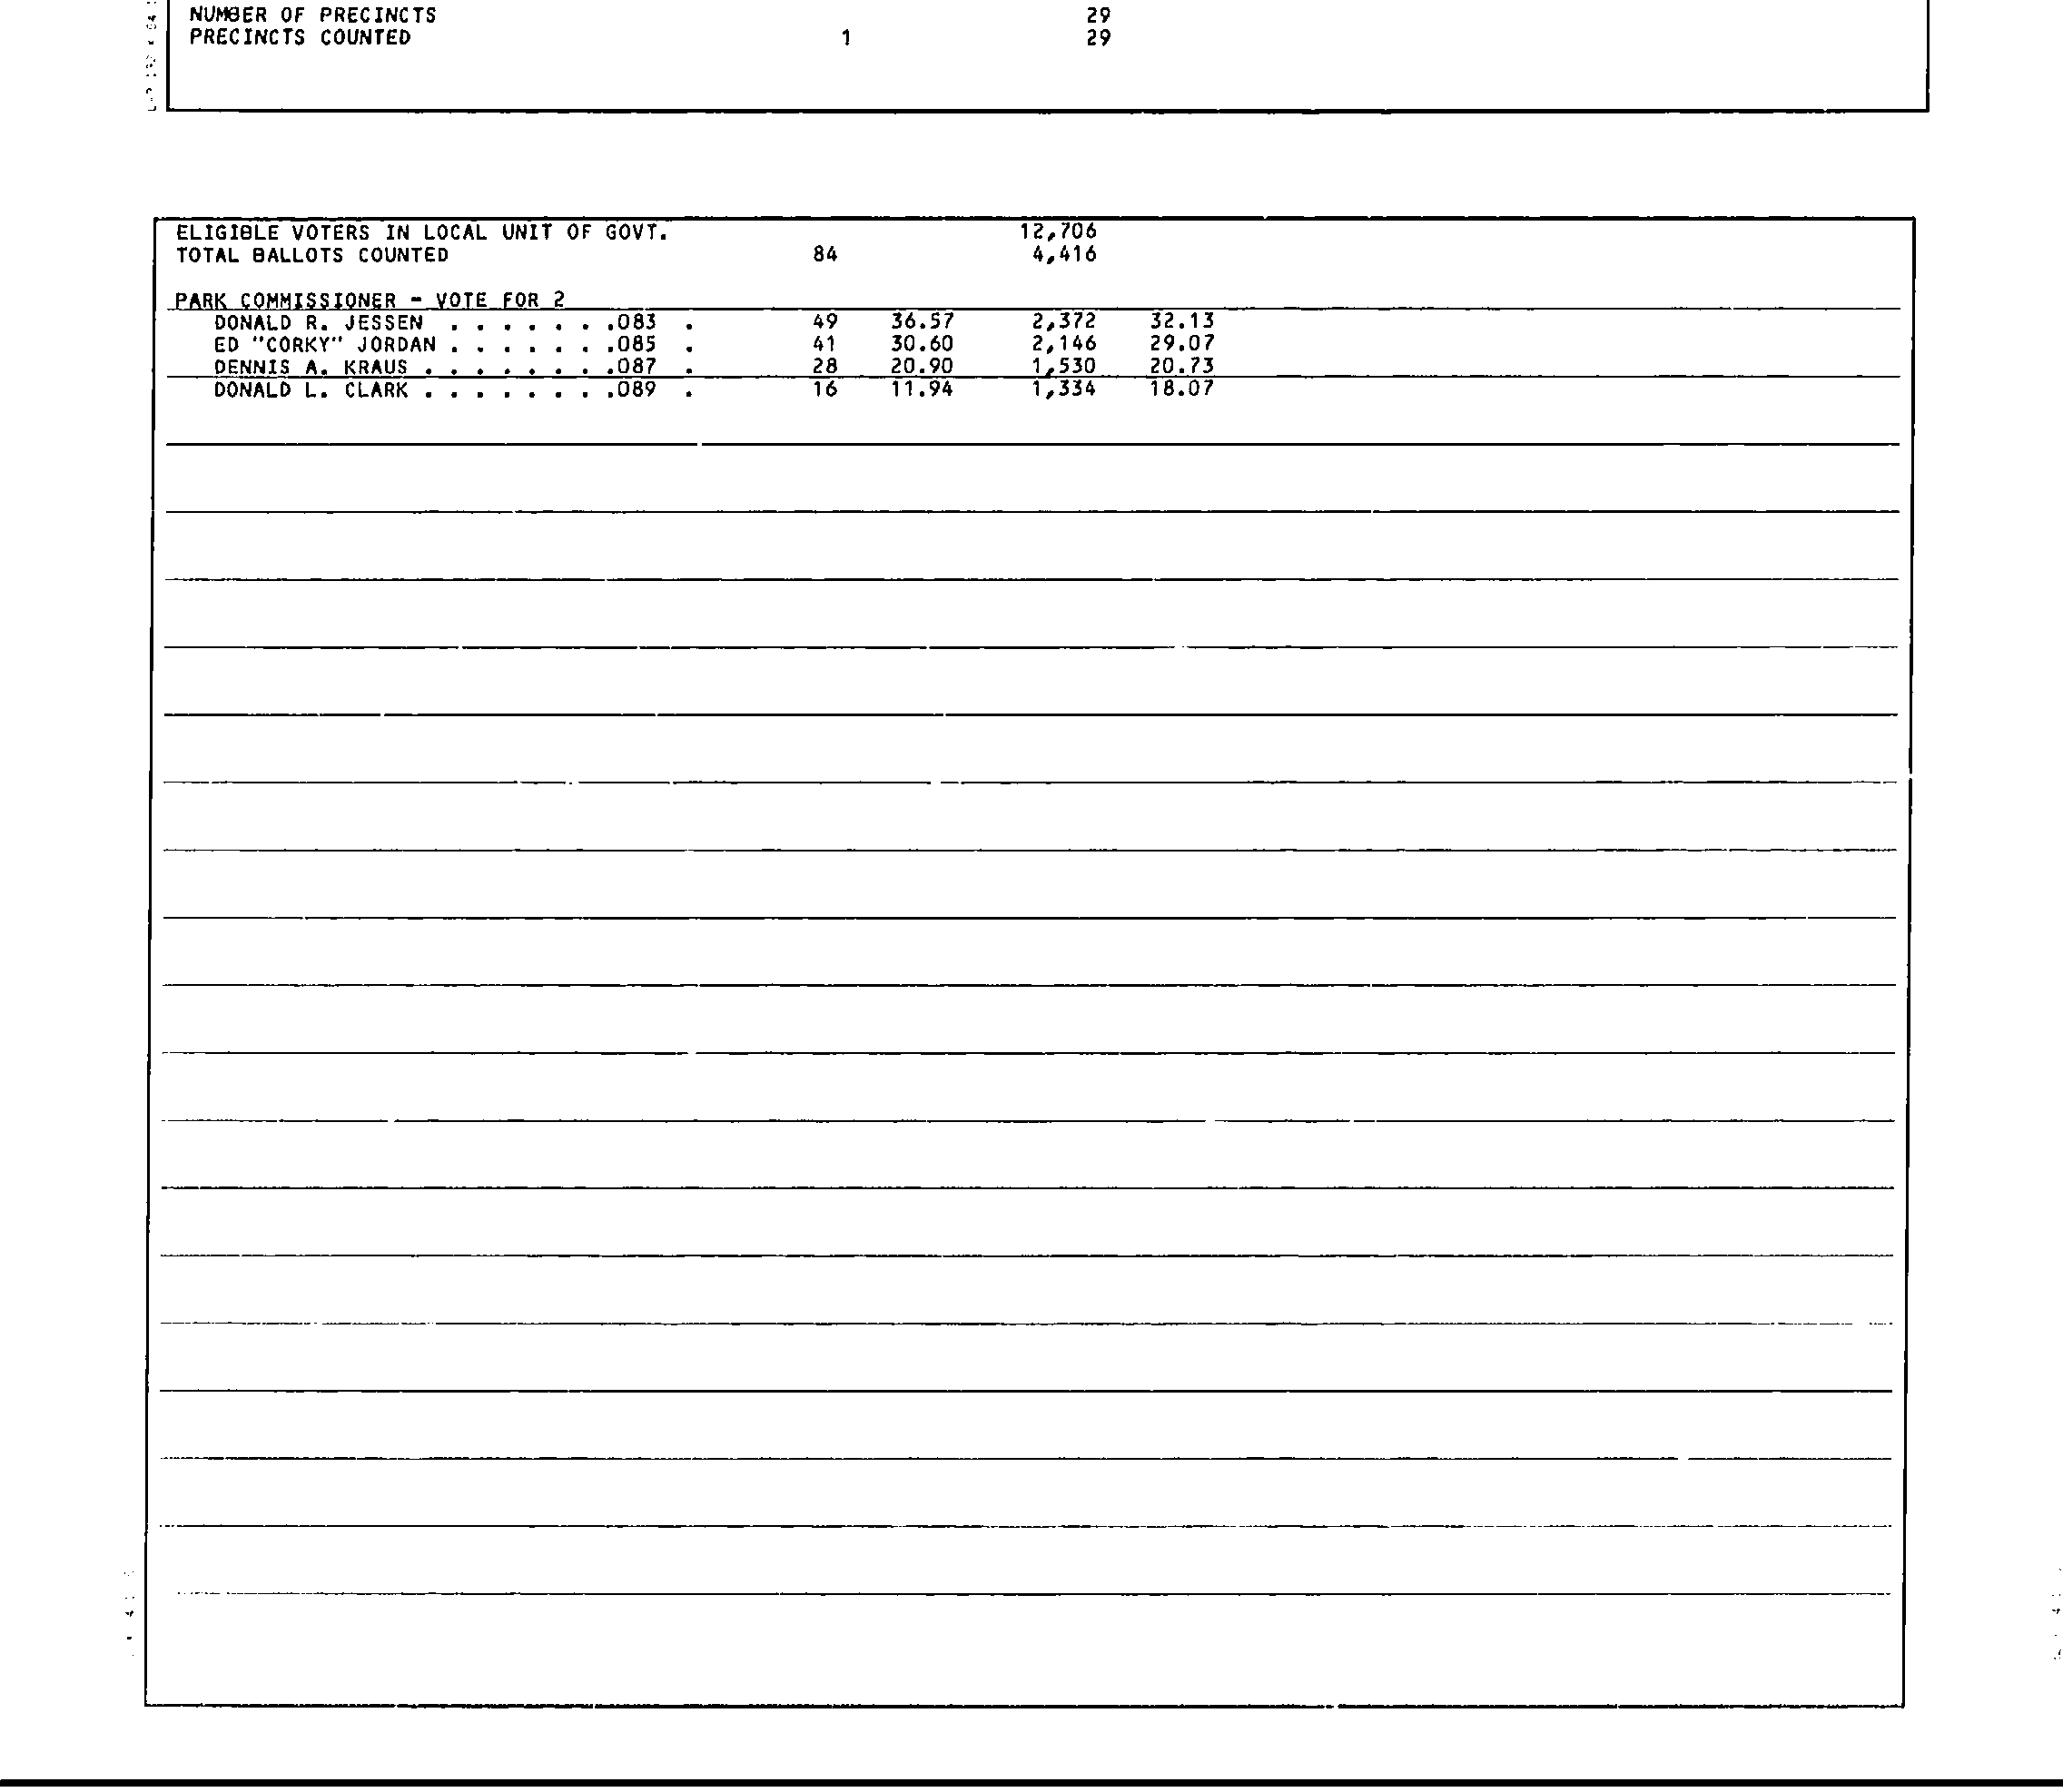 NUMBER OF PRECINCTS 29
PRECINCTS COUNTED 1 29
ELIGIBLE VOTERS IN LOCAL UNIT OF GOVT. 12,706
TOTAL BALLOTS COUNTED 84 4,416
PARK COMMISSIONER - VOTE FOR 2
DONALD R. JESSEN . . . . . . .083 . 49 36.57 2,372 32.13
ED "CORKY" JORDAN . . . . . . .085 . 41 30.60 2,146 29.07
DENNIS A. KRAUS . . . . . . . .087 . 28 20.90 1,530 20.73
DONALD L. CLARK . . . . . . . .089 . 16 11.94 1,334 18.07